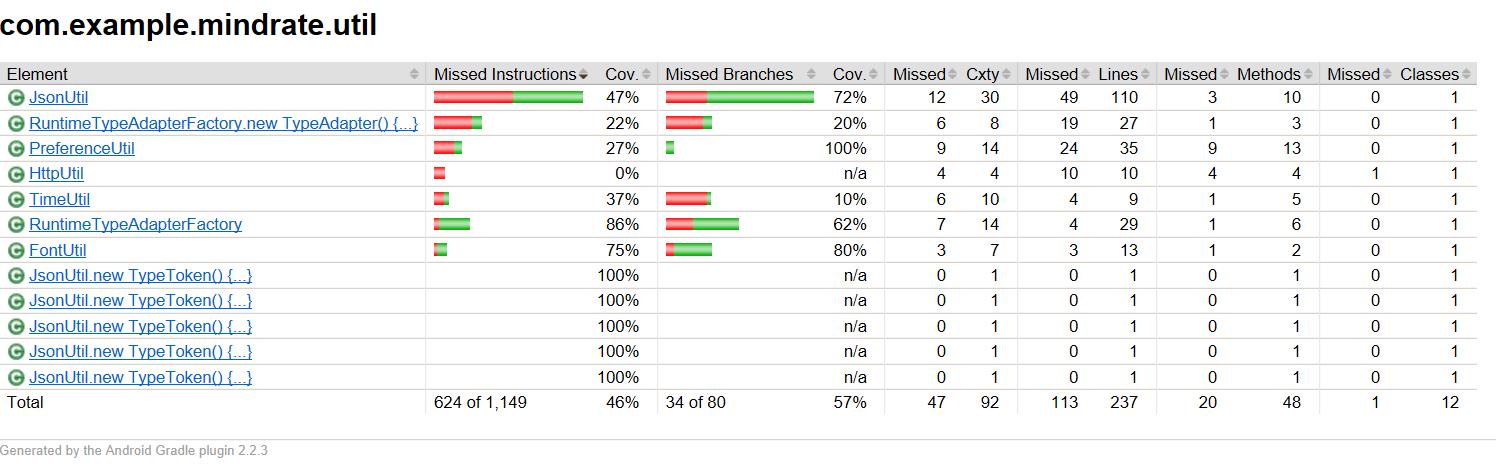 com.example.mindrate.util
Element Missed Instructions Cov. Missed Branches Cov. Missed Cxty Missed Lines Missed Methods Missed Classes
C JsonUtil 47% 72% 12 30 49 110 3 10 0 1
C RuntimeTypeAdapterFactory.new TypeAdapter() {...} 22% 20% 6 8 19 27 1 3 0 1
C PreferenceUtil 27% 100% 9 14 24 35 9 13 0 1
C HttpUtil 0% n/a 4 4 10 10 4 4 1 1
C TimeUtil 37% 10% 6 10 4 9 1 5 0 1
C RuntimeTypeAdapterFactory 86% 62% 7 14 4 29 1 6 0 1
C FontUtil 75% 80% 3 7 3 13 1 2 0 1
C JsonUtil.new TypeToken() {...} 100% n/a 0 1 0 1 0 1 0 1
C JsonUtil.new TypeToken() {...} 100% n/a 0 1 0 1 0 1 0 1
C JsonUtil.new TypeToken() {...} 100% n/a 0 1 0 1 0 1 0 1
C JsonUtil.new TypeToken() {...} 100% n/a 0 1 0 1 0 1 0 1
C JsonUtil.new TypeToken() {...} 100% n/a 0 1 0 1 0 1 0 1
Total 624 of 1,149 46% 34 of 80 57% 47 92 113 237 20 48 1 12
Generated by the Android Gradle plugin 2.2.3